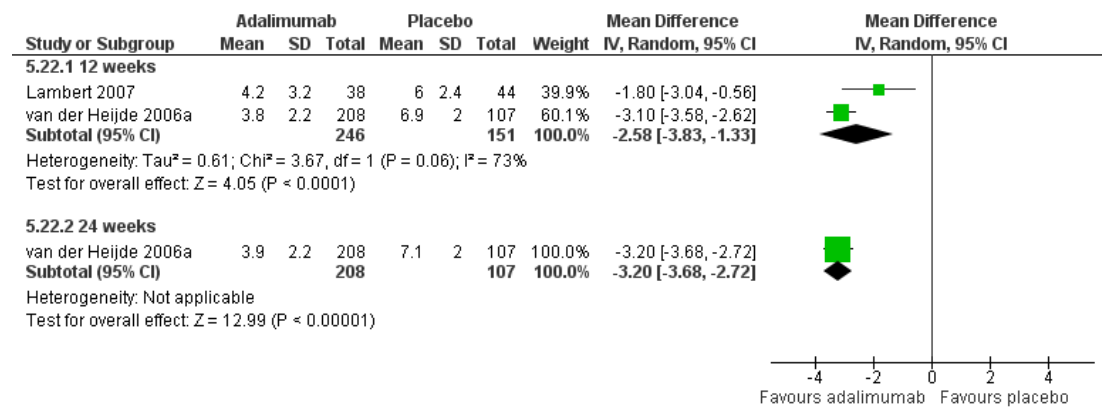 Adalimumab Placebo Mean Difference Mean Difference
Study or Subgroup Mean SD Total Mean SD Total Weight IV, Random, 95% CI IV, Random, 95% CI
5.22.1 12 weeks
Lambert 2007 4.2 3.2 38 6 2.4 44 39.9% -1.80 [-3.04, -0.56]
van der Heijde 2006a 3.8 2.2 208 6.9 2 107 60.1% -3.10 [-3.58, -2.62]
Subtotal (95% CI) 246 151 100.0% -2.58 [-3.83, -1.33]
Heterogeneity: Tau² = 0.61; Chi² = 3.67, df = 1 (P = 0.06); I² = 73%
Test for overall effect: Z = 4.05 (P < 0.0001)
5.22.2 24 weeks
van der Heijde 2006a 3.9 2.2 208 7.1 2 107 100.0% -3.20 [-3.68, -2.72]
Subtotal (95% CI) 208 107 100.0% -3.20 [-3.68, -2.72]
Heterogeneity: Not applicable
Test for overall effect: Z = 12.99 (P < 0.00001)
-4 -2 0 2 4
Favours adalimumab Favours placebo